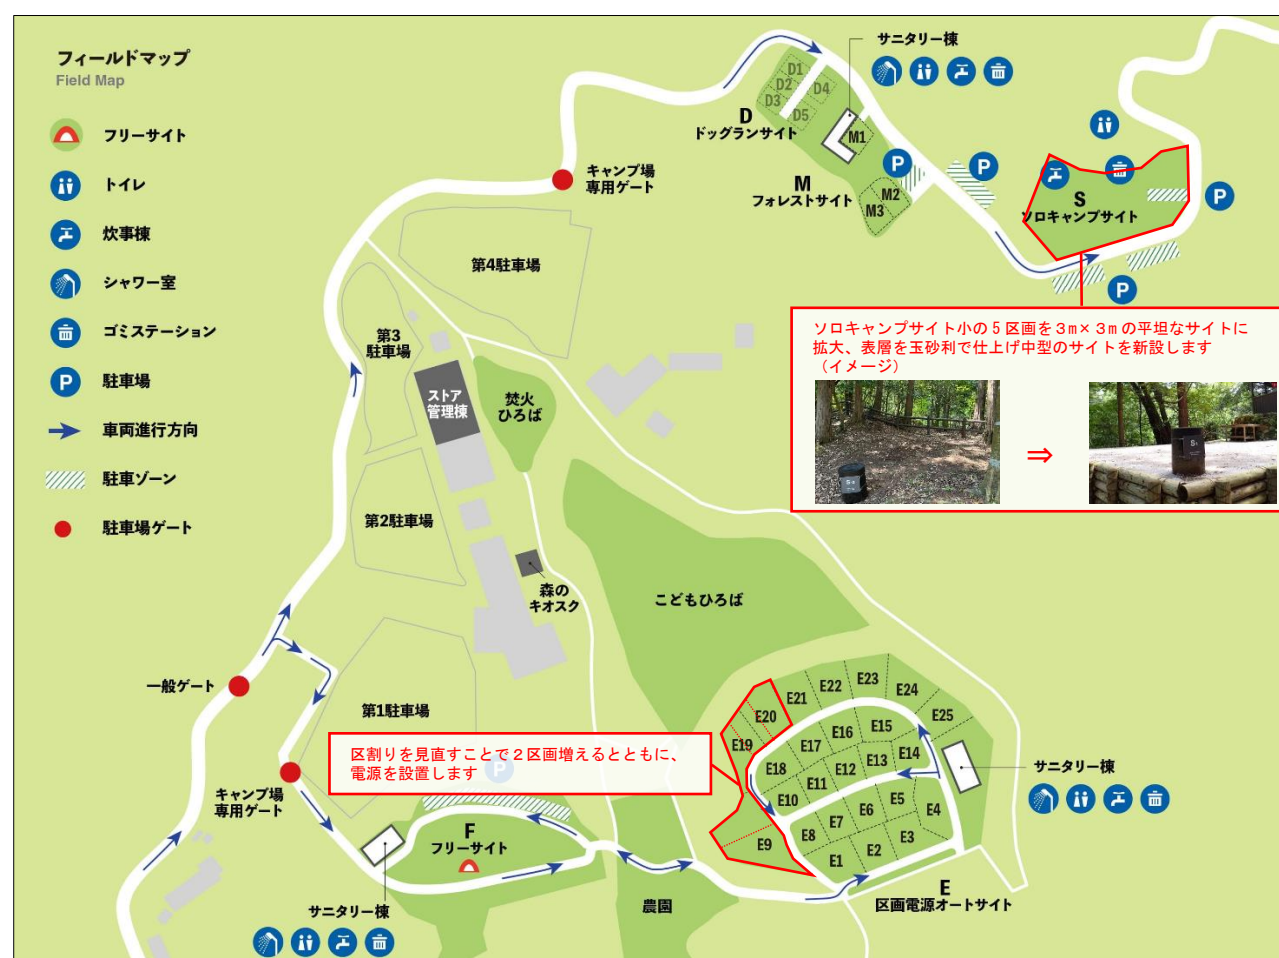 フィールドマップ
Field Map
フリーサイト
トイレ
炊事棟
シャワー室
ゴミステーション
P
駐車場
車両進行方向
駐車ゾーン
駐車場ゲート
サニタリー棟
D1
D2
D3
D4
D5
D
ドッグランサイト
M1
M
フォレストサイト
M2
M3
P
P
S
ソロキャンプサイト
P
P
キャンプ場
専用ゲート
第4駐車場
第3
駐車場
ストア
管理棟
焚火
ひろば
ソロキャンプサイト小の5区画を3m×3mの平坦なサイトに
拡大、表層を玉砂利で仕上げ中型のサイトを新設します
（イメージ）
⇒
第2駐車場
森の
キオスク
こどもひろば
一般ゲート
第1駐車場
区割りを見直すことで2区画増えるとともに、
電源を設置します
P
キャンプ場
専用ゲート
F
フリーサイト
サニタリー棟
農園
E19
E20
E21
E22
E23
E24
E25
E18
E17
E16
E15
E14
E13
E12
E11
E10
E9
E8
E7
E6
E5
E4
E3
E2
E1
E
区画電源オートサイト
サニタリー棟